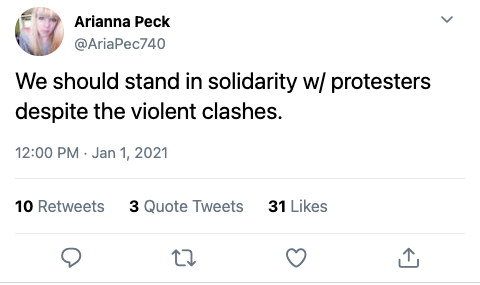 Arianna Peck
@AriaPec740
We should stand in solidarity w/ protesters
despite the violent clashes.
12:00 PM · Jan 1, 2021
10 Retweets 3 Quote Tweets 31 Likes